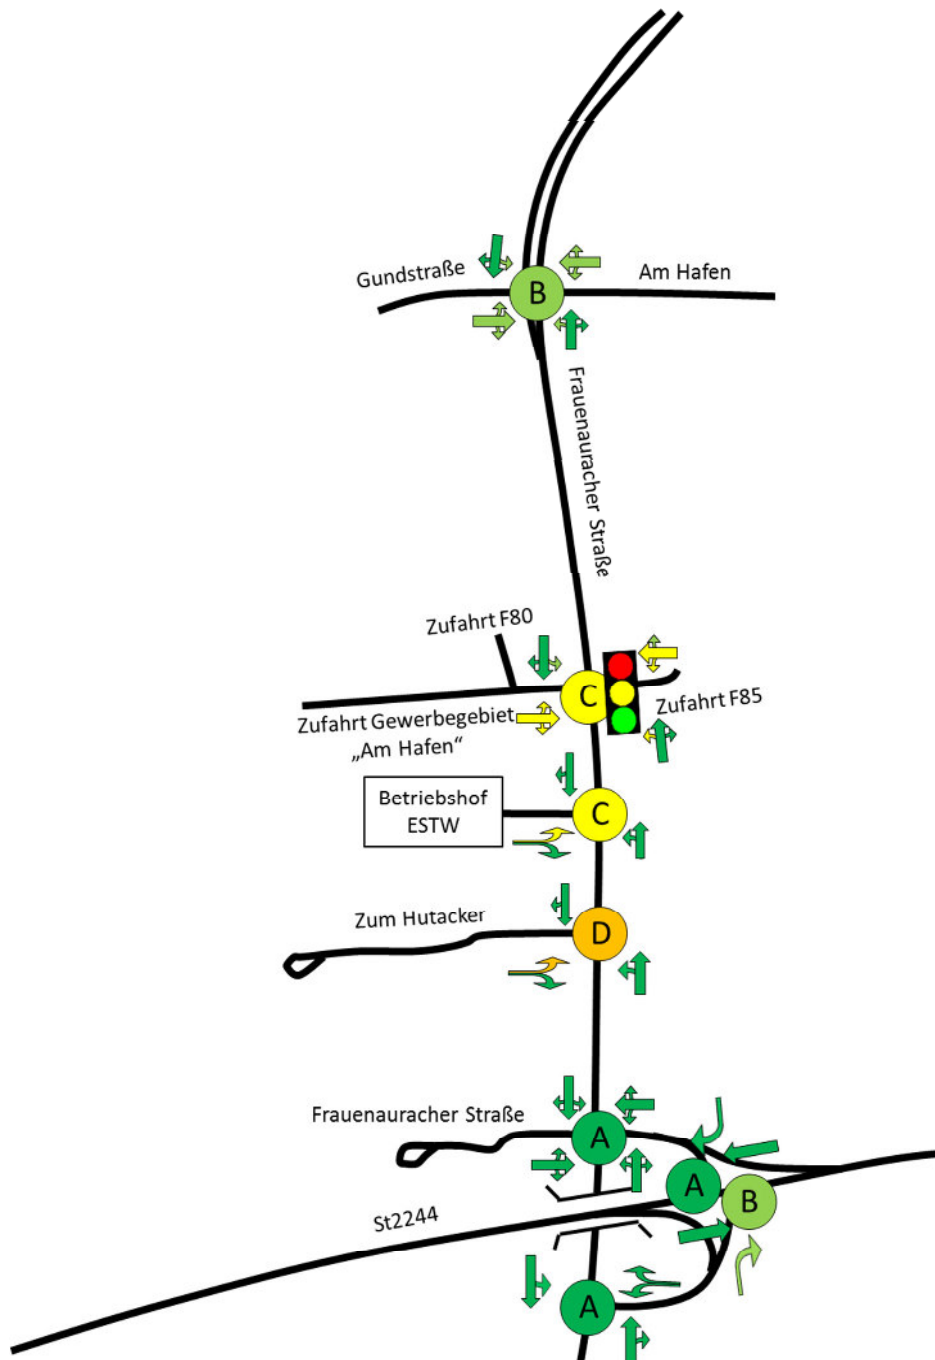 Gundstraße
Am Hafen
B
Frauenauracher Straße
Zufahrt F80
C
Zufahrt F85
Zufahrt Gewerbegebiet
„Am Hafen“
Betriebshof
ESTW
C
Zum Hutacker
D
Frauenauracher Straße
A
A
B
St2244
A